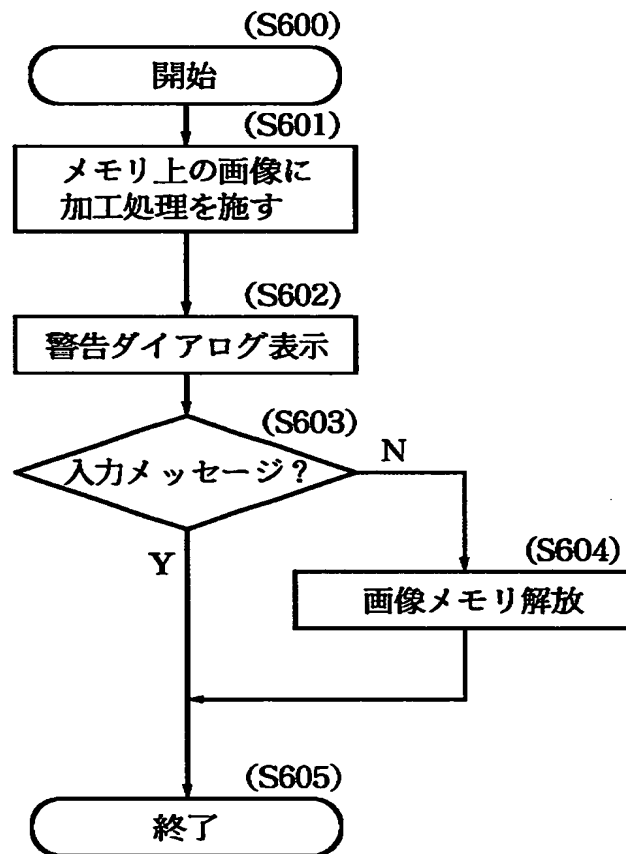 (S600)
開始
(S601)
メモリ上の画像に
加工処理を施す
(S602)
警告ダイアログ表示
(S603)
入力メッセージ?
N
Y
(S604)
画像メモリ解放
(S605)
終了